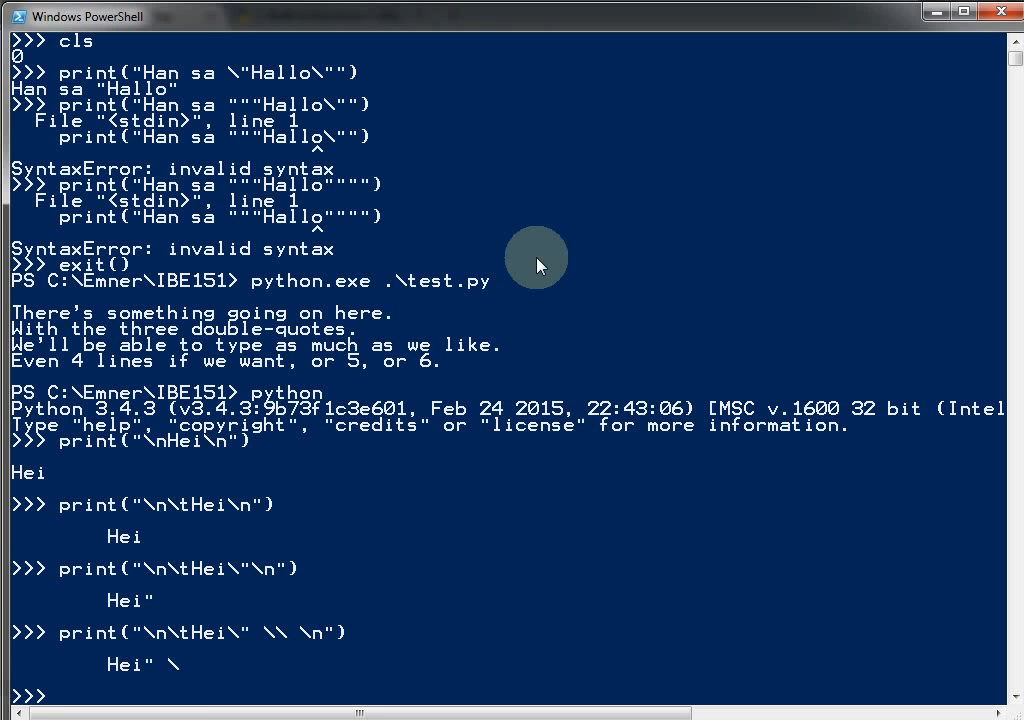 Windows PowerShell
>>> cls
0
>>> print("Han sa \"Hallo\"")
Han sa "Hallo"
>>> print("Han sa """Hallo\"")
  File "<stdin>", line 1
    print("Han sa """Hallo\"")
                         ^
SyntaxError: invalid syntax
>>> print("Han sa """Hallo"""")
  File "<stdin>", line 1
    print("Han sa """Hallo"""")
                         ^
SyntaxError: invalid syntax
>>> exit()
PS C:\Emner\IBE151> python.exe .\test.py
There's something going on here.
With the three double-quotes.
We'll be able to type as much as we like.
Even 4 lines if we want, or 5, or 6.
PS C:\Emner\IBE151> python
Python 3.4.3 (v3.4.3:9b73f1c3e601, Feb 24 2015, 22:43:06) [MSC v.1600 32 bit (Intel
Type "help", "copyright", "credits" or "license" for more information.
>>> print("\nHei\n")
Hei
>>> print("\n\tHei\n")
        Hei
>>> print("\n\tHei\"\n")
        Hei"
>>> print("\n\tHei\" \\ \n")
        Hei" \
>>>